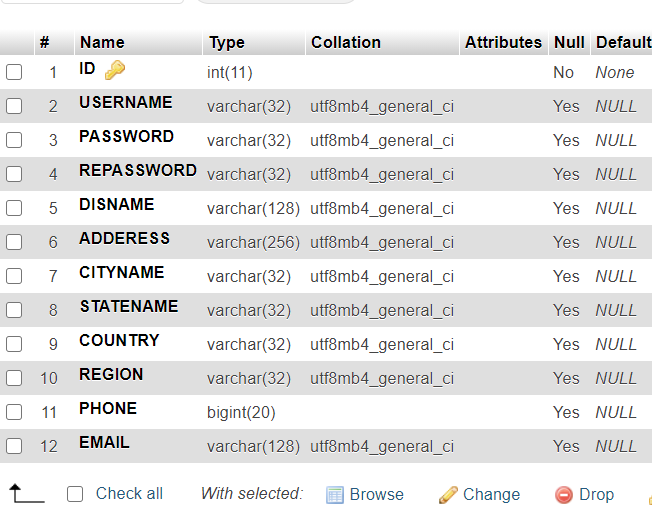 # Name Type Collation Attributes Null Default
1 ID int(11) No None
2 USERNAME varchar(32) utf8mb4_general_ci Yes NULL
3 PASSWORD varchar(32) utf8mb4_general_ci Yes NULL
4 REPASSWORD varchar(32) utf8mb4_general_ci Yes NULL
5 DISNAME varchar(128) utf8mb4_general_ci Yes NULL
6 ADDERESS varchar(256) utf8mb4_general_ci Yes NULL
7 CITYNAME varchar(32) utf8mb4_general_ci Yes NULL
8 STATENAME varchar(32) utf8mb4_general_ci Yes NULL
9 COUNTRY varchar(32) utf8mb4_general_ci Yes NULL
10 REGION varchar(32) utf8mb4_general_ci Yes NULL
11 PHONE bigint(20) Yes NULL
12 EMAIL varchar(128) utf8mb4_general_ci Yes NULL
Check all With selected: Browse Change Drop